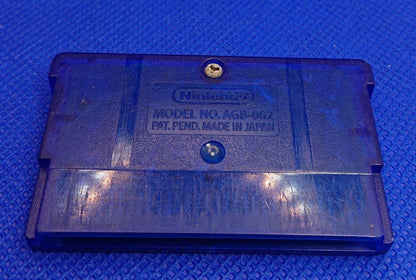 Nintendo
MODEL NO. AGB-002
PAT. PEND. MADE IN JAPAN